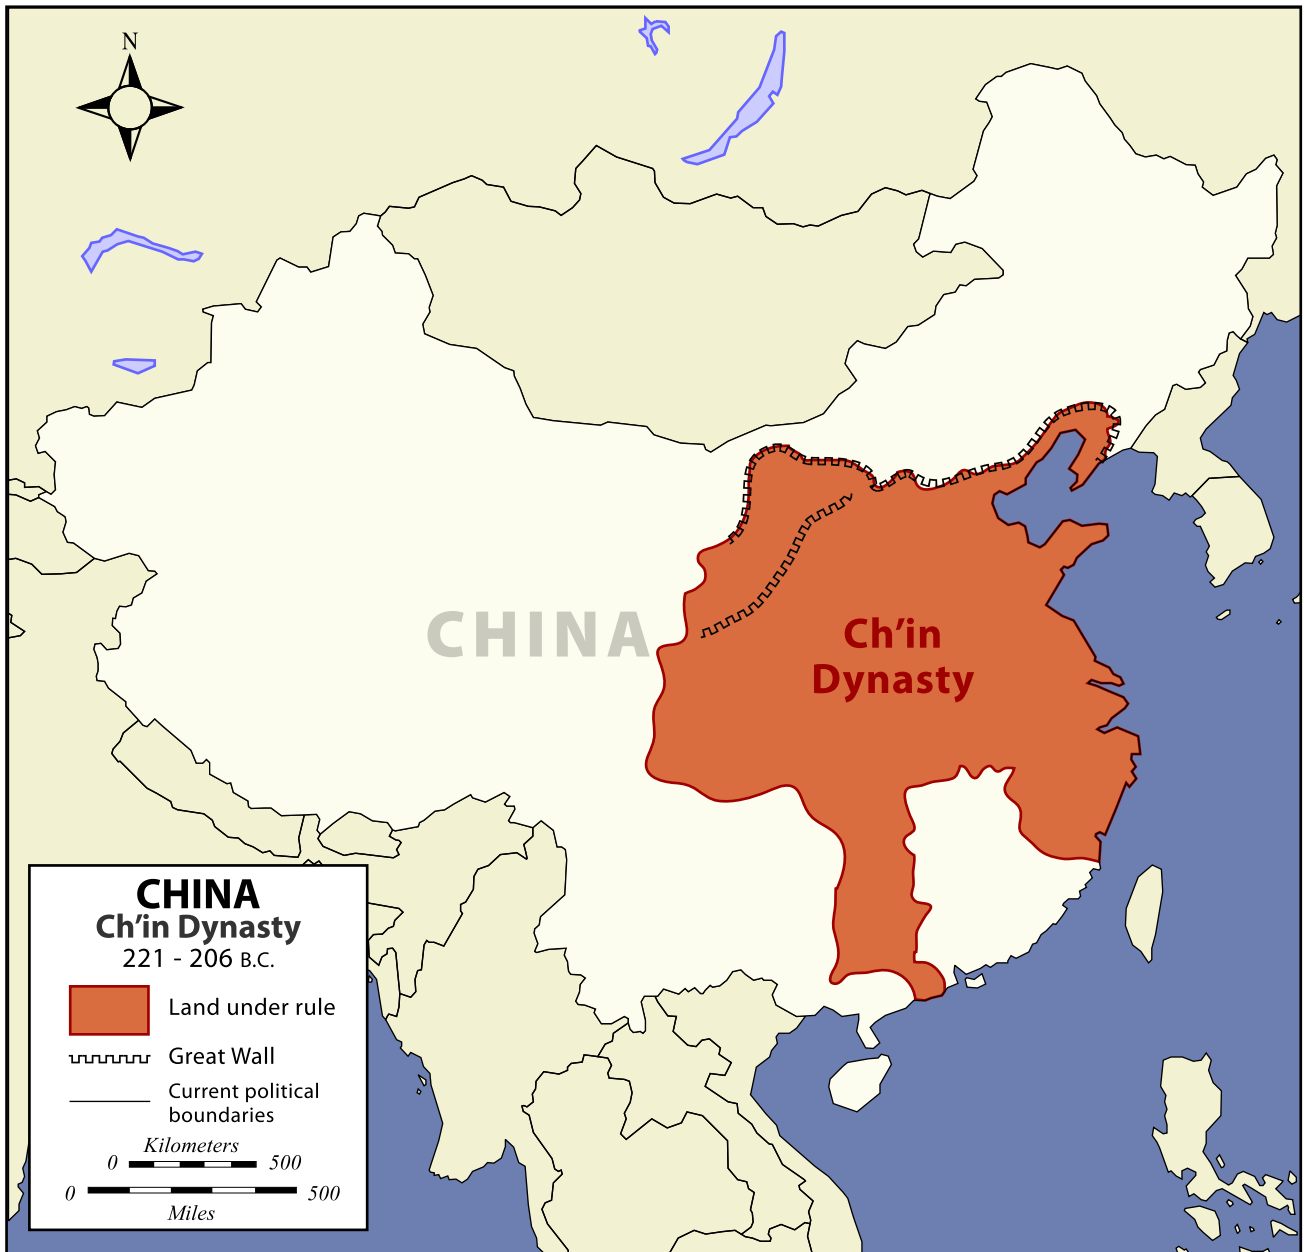 N
CHINA
Ch’in
Dynasty
CHINA
Ch’in Dynasty
221 - 206 B.C.
Land under rule
Great Wall
Current political
boundaries
Kilometers
0 500
0 500
Miles